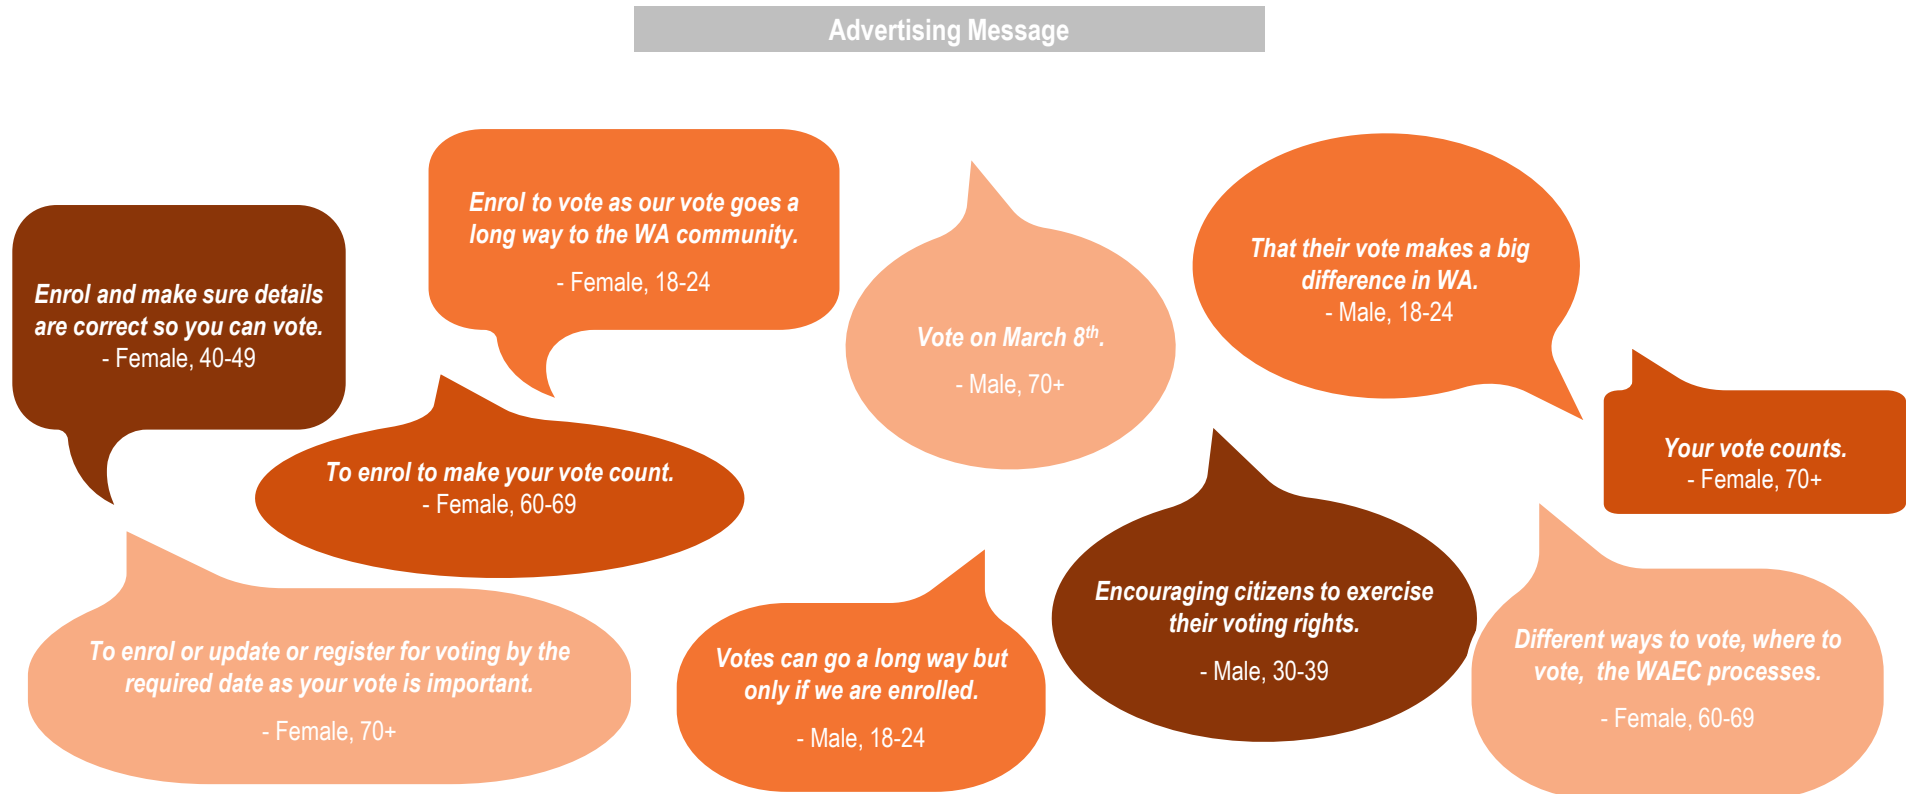 Advertising Message
Enrol and make sure details
are correct so you can vote.
- Female, 40-49
Enrol to vote as our vote goes a
long way to the WA community.
- Female, 18-24
Vote on March 8th.
- Male, 70+
That their vote makes a big
difference in WA.
- Male, 18-24
Your vote counts.
- Female, 70+
To enrol to make your vote count.
- Female, 60-69
To enrol or update or register for voting by the
required date as your vote is important.
- Female, 70+
Votes can go a long way but
only if we are enrolled.
- Male, 18-24
Encouraging citizens to exercise
their voting rights.
- Male, 30-39
Different ways to vote, where to
vote,  the WAEC processes.
- Female, 60-69